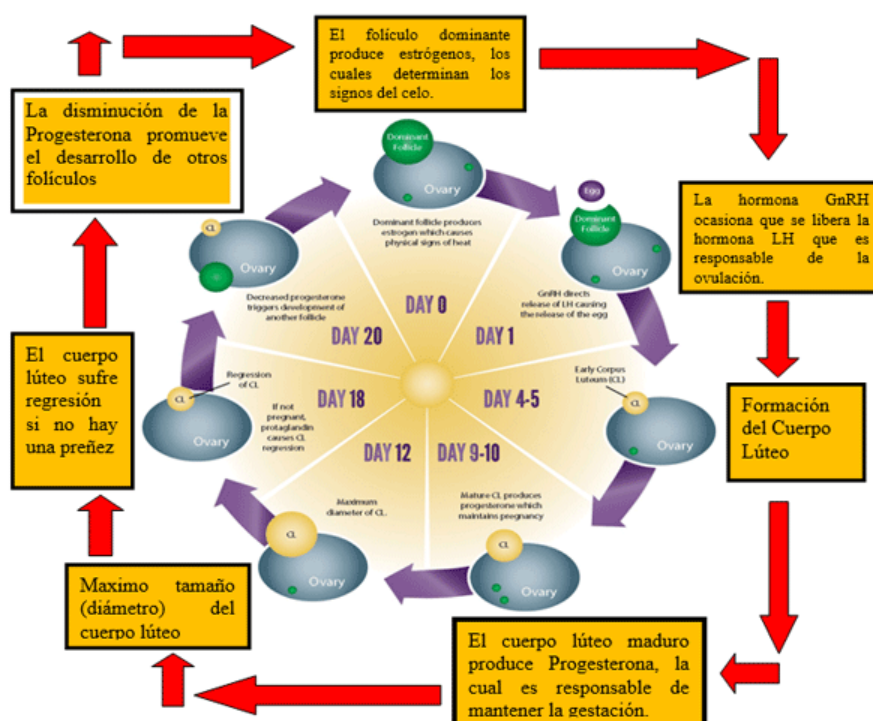 El folículo dominante
produce estrógenos, los
cuales determinan los
signos del celo.
La disminución de la
Progesterona promueve
el desarrollo de otros
folículos
La hormona GnRH
ocasiona que se libera la
hormona LH que es
responsable de la
ovulación.
El cuerpo
lúteo sufre
regresión
si no hay
una preñez
Formación
del Cuerpo
Lúteo
Maximo tamaño
(diámetro) del
cuerpo lúteo
El cuerpo lúteo maduro
produce Progesterona, la
cual es responsable de
mantener la gestación.
Dominant
Follicle
Ovary
Dominant follicle produces
estrogen which causes
physical signs of heat
DAY 0
Egg
Dominant
Follicle
Ovary
GnRH directs
release of LH causing
the release of the egg
DAY 1
Early Corpus
Luteum (CL)
CL
Ovary
DAY 4-5
DAY 9-10
Mature CL produces
progesterone which
maintains pregnancy
CL
Ovary
DAY 12
Maximum
diameter of CL.
CL
Ovary
DAY 18
Regression
of CL
If not
pregnant,
protaglandin
causes CL
regression
CL
Ovary
DAY 20
Decreased progesterone
triggers development of
another follicle
CL
Ovary